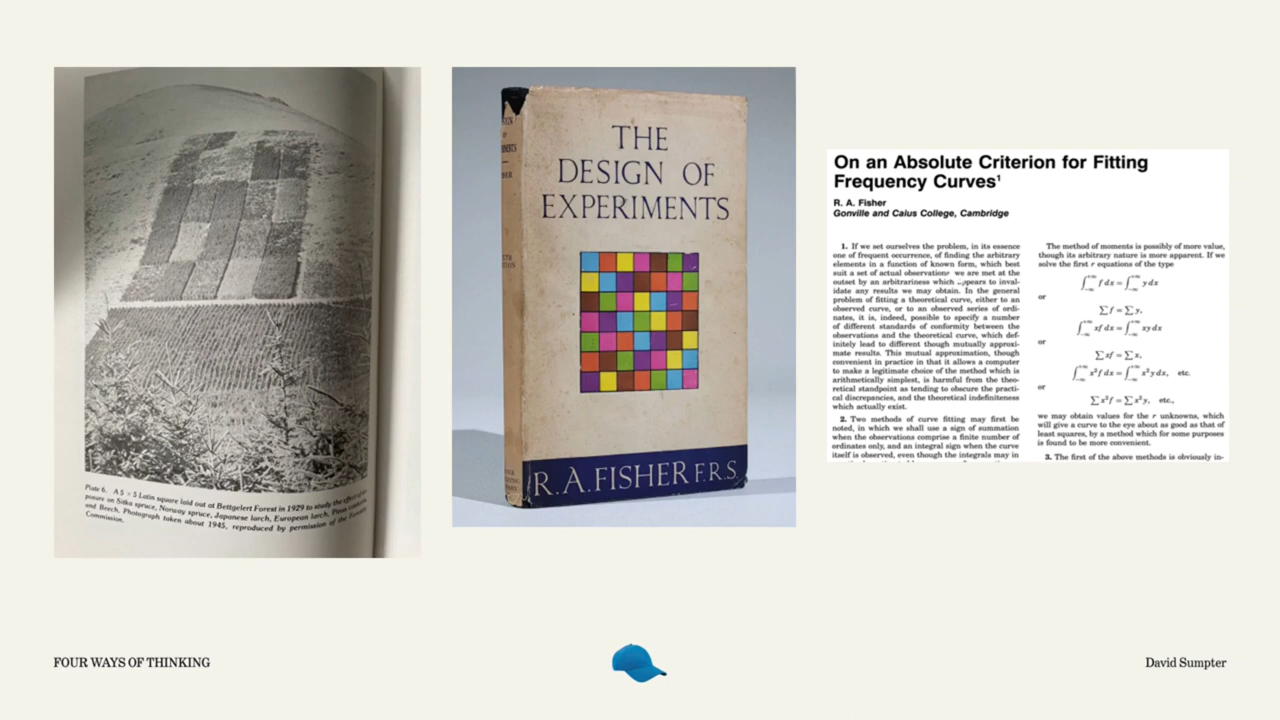 Plate 6. A 5 × 5 Latin square laid out at Bettgelert Forest in 1929 to study the effect of
on Sitka spruce, Norway spruce, Japanese larch, European larch, Pinus
and Beech. Photograph taken about 1945, reproduced by permission of the
Commission.
THE
DESIGN OF
EXPERIMENTS
R.A.FISHER F.R.S.
On an Absolute Criterion for Fitting
Frequency Curves¹
R. A. Fisher
Gonville and Caius College, Cambridge
1. If we set ourselves the problem, in its essence
one of frequent occurrence, of finding the arbitrary
elements in a function of known form, which best
suit a set of actual observations we are met at the
outset by an arbitrariness which appears to inval-
idate any results we may obtain. In the general
problem of fitting a theoretical curve, either to an
observed curve, or to an observed series of ordi-
nates, it is, indeed, possible to specify a number
of different standards of conformity between the
observations and the theoretical curve, which def-
initely lead to different though mutually approxi-
mate results. This mutual approximation, though
convenient in practice in that it allows a computer
to make a legitimate choice of the method which is
arithmetically simplest, is harmful from the theo-
retical standpoint as tending to obscure the practi-
cal discrepancies, and the theoretical indefiniteness
which actually exist.
2. Two methods of curve fitting may first be
noted, in which we shall use a sign of summation
when the observations comprise a finite number of
ordinates only, and an integral sign when the curve
itself is observed, even though the integrals may in
The method of moments is possibly of more value,
though its arbitrary nature is more apparent. If we
solve the first r equations of the type
∫_{-∞}^{+∞} f dx = ∫_{-∞}^{+∞} y dx
or
∑f = ∑y,
∫_{-∞}^{+∞} xf dx = ∫_{-∞}^{+∞} xy dx
or
∑xf = ∑x,
∫_{-∞}^{+∞} x²f dx = ∫_{-∞}^{+∞} x²y dx, etc.
or
∑x²f = ∑x²y, etc.,
we may obtain values for the r unknowns, which
will give a curve to the eye about as good as that of
least squares, by a method which for some purposes
is found to be more convenient.
3. The first of the above methods is obviously in-
FOUR WAYS OF THINKING
David Sumpter